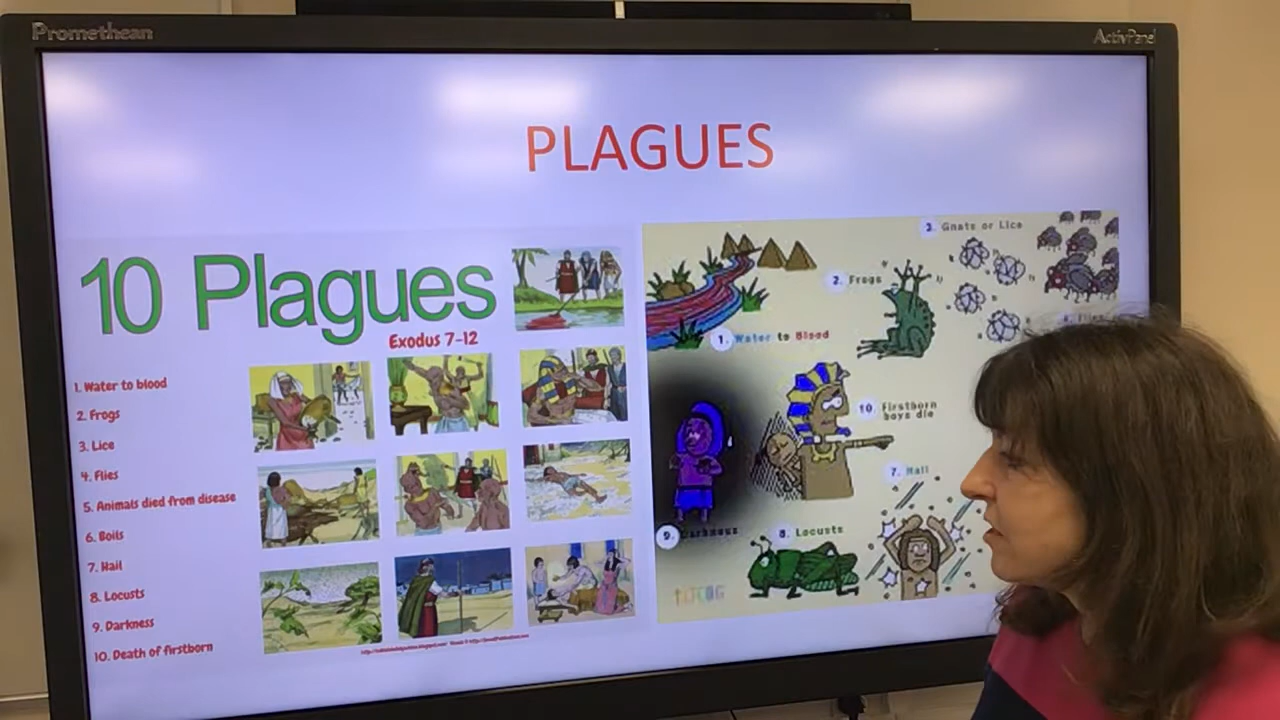 Promethean
ActivPanel
PLAGUES
10 Plagues
Exodus 7-12
1. Water to blood
2. Frogs
3. Lice
4. Flies
5. Animals died from disease
6. Boils
7. Hail
8. Locusts
9. Darkness
10. Death of firstborn
3. Gnats or Lice
2. Frogs
4. Flies
1. Water to Blood
10. Firstborn
boys die
7. Hail
9. Darkness
8. Locusts